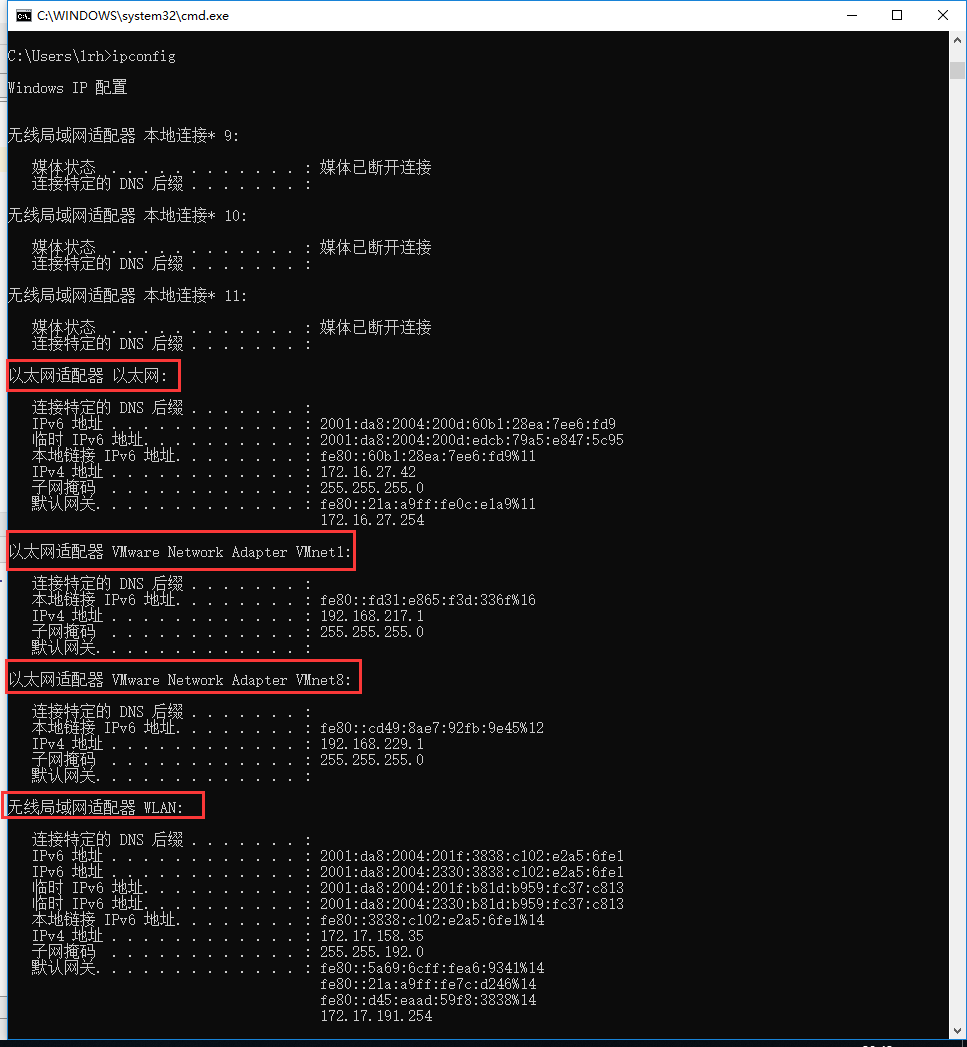 C:\WINDOWS\system32\cmd.exe
C:\Users\lrh>ipconfig
Windows IP 配置
无线局域网适配器 本地连接* 9:
媒体状态 . . . . . . . . . . . . : 媒体已断开连接
连接特定的 DNS 后缀 . . . . . . . :
无线局域网适配器 本地连接* 10:
媒体状态 . . . . . . . . . . . . : 媒体已断开连接
连接特定的 DNS 后缀 . . . . . . . :
无线局域网适配器 本地连接* 11:
媒体状态 . . . . . . . . . . . . : 媒体已断开连接
连接特定的 DNS 后缀 . . . . . . . :
以太网适配器 以太网:
连接特定的 DNS 后缀 . . . . . . . :
IPv6 地址 . . . . . . . . . . . . : 2001:da8:2004:200d:60b1:28ea:7ee6:fd9
临时 IPv6 地址. . . . . . . . . . : 2001:da8:2004:200d:edcb:79a5:e847:5c95
本地链接 IPv6 地址. . . . . . . . : fe80::60b1:28ea:7ee6:fd9%11
IPv4 地址 . . . . . . . . . . . . : 172.16.27.42
子网掩码 . . . . . . . . . . . . : 255.255.255.0
默认网关. . . . . . . . . . . . . : fe80::21a:a9ff:fe0c:e1a9%11
172.16.27.254
以太网适配器 VMware Network Adapter VMnet1:
连接特定的 DNS 后缀 . . . . . . . :
本地链接 IPv6 地址. . . . . . . . : fe80::fd31:e865:f3d:336f%16
IPv4 地址 . . . . . . . . . . . . : 192.168.217.1
子网掩码 . . . . . . . . . . . . : 255.255.255.0
默认网关. . . . . . . . . . . . . :
以太网适配器 VMware Network Adapter VMnet8:
连接特定的 DNS 后缀 . . . . . . . :
本地链接 IPv6 地址. . . . . . . . : fe80::cd49:8ae7:92fb:9e45%12
IPv4 地址 . . . . . . . . . . . . : 192.168.229.1
子网掩码 . . . . . . . . . . . . : 255.255.255.0
默认网关. . . . . . . . . . . . . :
无线局域网适配器 WLAN:
连接特定的 DNS 后缀 . . . . . . . :
IPv6 地址 . . . . . . . . . . . . : 2001:da8:2004:201f:3838:c102:e2a5:6fe1
IPv6 地址 . . . . . . . . . . . . : 2001:da8:2004:2330:3838:c102:e2a5:6fe1
临时 IPv6 地址. . . . . . . . . . : 2001:da8:2004:201f:b81d:b959:fc37:c813
临时 IPv6 地址. . . . . . . . . . : 2001:da8:2004:2330:b81d:b959:fc37:c813
本地链接 IPv6 地址. . . . . . . . : fe80::3838:c102:e2a5:6fe1%14
IPv4 地址 . . . . . . . . . . . . : 172.17.158.35
子网掩码 . . . . . . . . . . . . : 255.255.192.0
默认网关. . . . . . . . . . . . . : fe80::5a69:6cff:fea6:9341%14
fe80::21a:a9ff:fe7c:d246%14
fe80::d45:eaad:59f8:3838%14
172.17.191.254